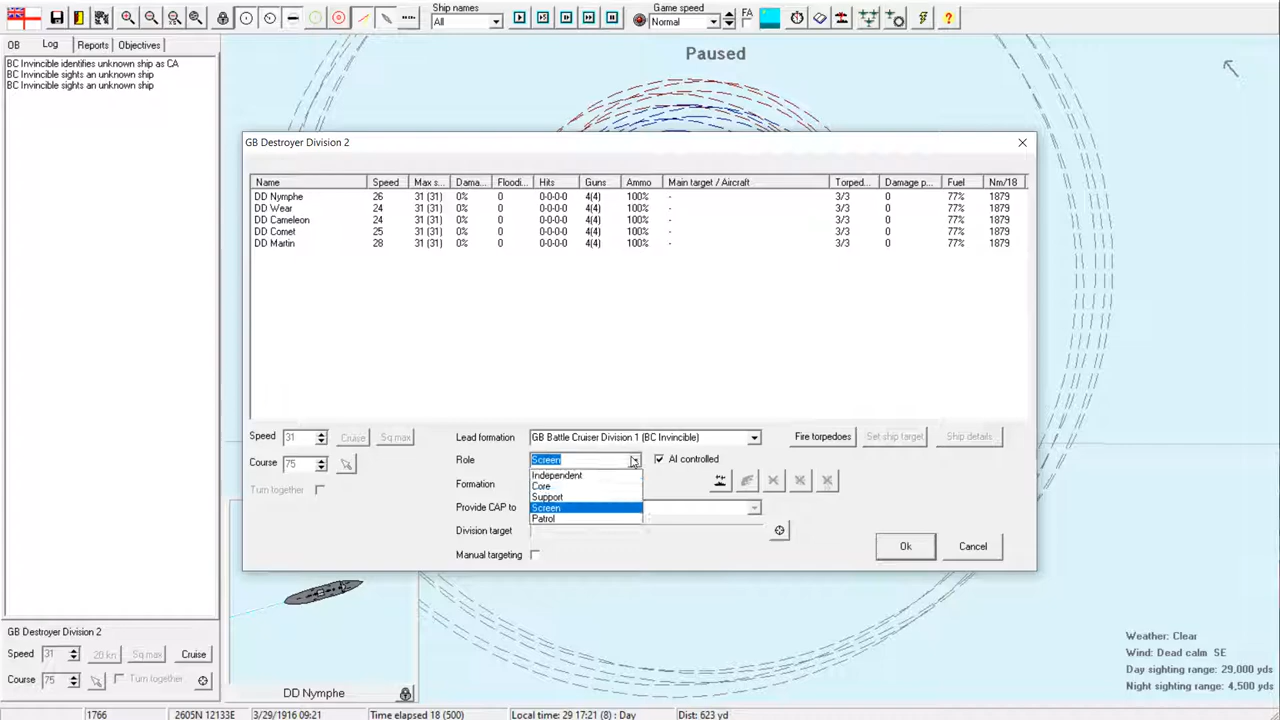 Ship names
All
Game speed
Normal
FA
OB
Log
Reports
Objectives
BC Invincible identifies unknown ship as CA
BC Invincible sights an unknown ship
BC Invincible sights an unknown ship
Paused
GB Destroyer Division 2
Name Speed Max s... Dama... Floodi... Hits Guns Ammo Main target / Aircraft Torped... Damage p... Fuel Nm/18
DD Nymphe 26 31 (31) 0% 0 0-0-0-0 4(4) 100% - 3/3 0 77% 1879
DD Wear 24 31 (31) 0% 0 0-0-0-0 4(4) 100% - 3/3 0 77% 1879
DD Cameleon 24 31 (31) 0% 0 0-0-0-0 4(4) 100% - 3/3 0 77% 1879
DD Comet 25 31 (31) 0% 0 0-0-0-0 4(4) 100% - 3/3 0 77% 1879
DD Martin 28 31 (31) 0% 0 0-0-0-0 4(4) 100% - 3/3 0 77% 1879
Speed 31 Cruise Sq max
Course 75
Turn together
Lead formation GB Battle Cruiser Division 1 (BC Invincible)
Role Screen
AI controlled
Independent
Core
Support
Screen
Patrol
Formation
Provide CAP to
Division target
Manual targeting
Fire torpedoes Set ship target Ship details
Ok Cancel
GB Destroyer Division 2
Speed 31 20 kn Sq max Cruise
Course 75 Turn together
DD Nymphe
Weather: Clear
Wind: Dead calm SE
Day sighting range: 29,000 yds
Night sighting range: 4,500 yds
1766 2605N 12133E 3/29/1916 09:21 Time elapsed 18 (500) Local time: 29 17:21 (8) : Day Dist: 623 yd